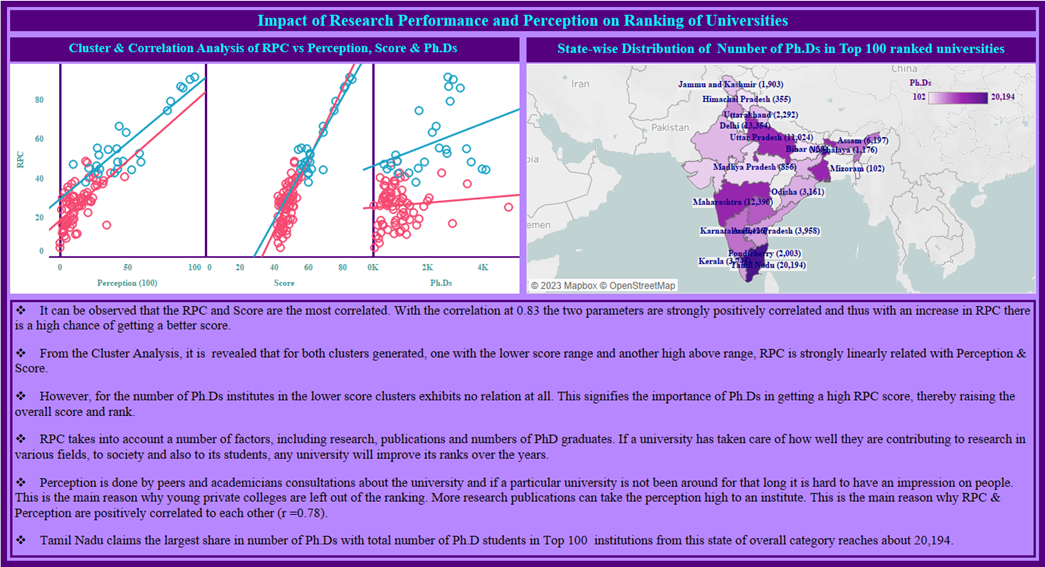 Impact of Research Performance and Perception on Ranking of Universities
Cluster & Correlation Analysis of RPC vs Perception, Score & Ph.Ds
RPC
80
60
40
20
0
0
50
100
0
20
40
60
80
0K
2K
4K
Perception (100)
Score
Ph.Ds
State-wise Distribution of Number of Ph.Ds in Top 100 ranked universities
Iran
China
Pakistan
Ph.Ds
102
20,194
Jammu and Kashmir (1,903)
Himachal Pradesh (355)
Uttarakhand (2,292)
Delhi (13,354)
Uttar Pradesh (11,024)
Assam (6,197)
Bihar
(1,176)
Madhya Pradesh (856)
Mizoram (102)
Odisha (3,161)
Maharashtra (12,390)
Pradesh (3,958)
(2,003)
Kerala
Tamil Nadu (20,194)
© 2023 Mapbox © OpenStreetMap
❖ It can be observed that the RPC and Score are the most correlated. With the correlation at 0.83 the two parameters are strongly positively correlated and thus with an increase in RPC there
is a high chance of getting a better score.
❖ From the Cluster Analysis, it is revealed that for both clusters generated, one with the lower score range and another high above range, RPC is strongly linearly related with Perception &
Score.
❖ However, for the number of Ph.Ds institutes in the lower score clusters exhibits no relation at all. This signifies the importance of Ph.Ds in getting a high RPC score, thereby raising the
overall score and rank.
❖ RPC takes into account a number of factors, including research, publications and numbers of PhD graduates. If a university has taken care of how well they are contributing to research in
various fields, to society and also to its students, any university will improve its ranks over the years.
❖ Perception is done by peers and academicians consultations about the university and if a particular university is not been around for that long it is hard to have an impression on people.
This is the main reason why young private colleges are left out of the ranking. More research publications can take the perception high to an institute. This is the main reason why RPC &
Perception are positively correlated to each other (r =0.78).
❖ Tamil Nadu claims the largest share in number of Ph.Ds with total number of Ph.D students in Top 100 institutions from this state of overall category reaches about 20,194.